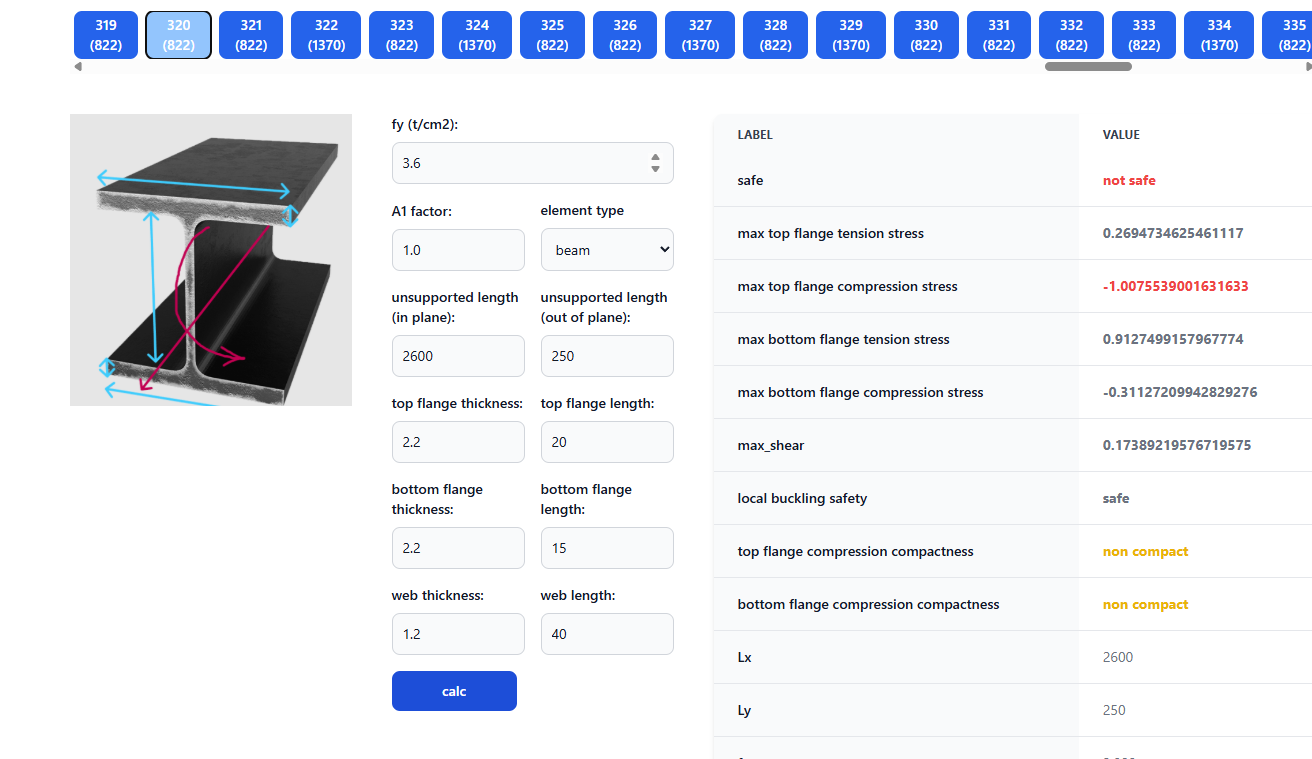 319 320 321 322 323 324 325 326 327 328 329 330 331 332 333 334 335
(822) (822) (822) (1370) (822) (1370) (822) (822) (1370) (822) (1370) (822) (822) (822) (822) (1370) (822)
fy (t/cm2):
3.6
A1 factor: element type
1.0 beam
unsupported length (in plane): unsupported length (out of plane):
2600 250
top flange thickness: top flange length:
2.2 20
bottom flange thickness: bottom flange length:
2.2 15
web thickness: web length:
1.2 40
calc
LABEL VALUE
safe not safe
max top flange tension stress 0.2694734625461117
max top flange compression stress -1.0075539001631633
max bottom flange tension stress 0.9127499157967774
max bottom flange compression stress -0.31127209942829276
max_shear 0.17389219576719575
local buckling safety safe
top flange compression compactness non compact
bottom flange compression compactness non compact
Lx 2600
Ly 250